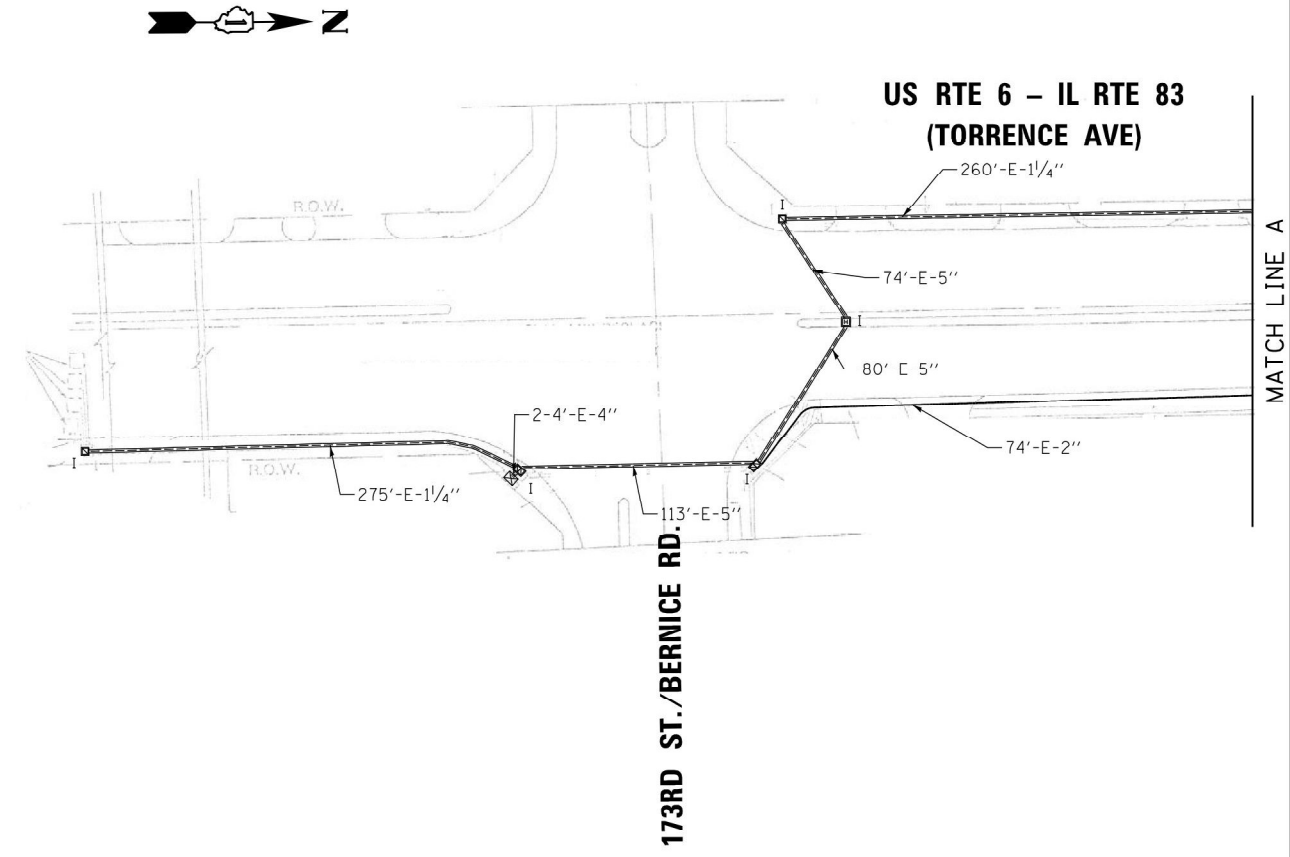 N
US RTE 6 – IL RTE 83
(TORRENCE AVE)
260'-E-1¼''
I
R.O.W.
74'-E-5''
MATCH LINE A
I
80' E 5''
2-4'-E-4''
74'-E-2''
I
R.O.W.
275'-E-1¼''
I
I
113'-E-5''
173RD ST./BERNICE RD.